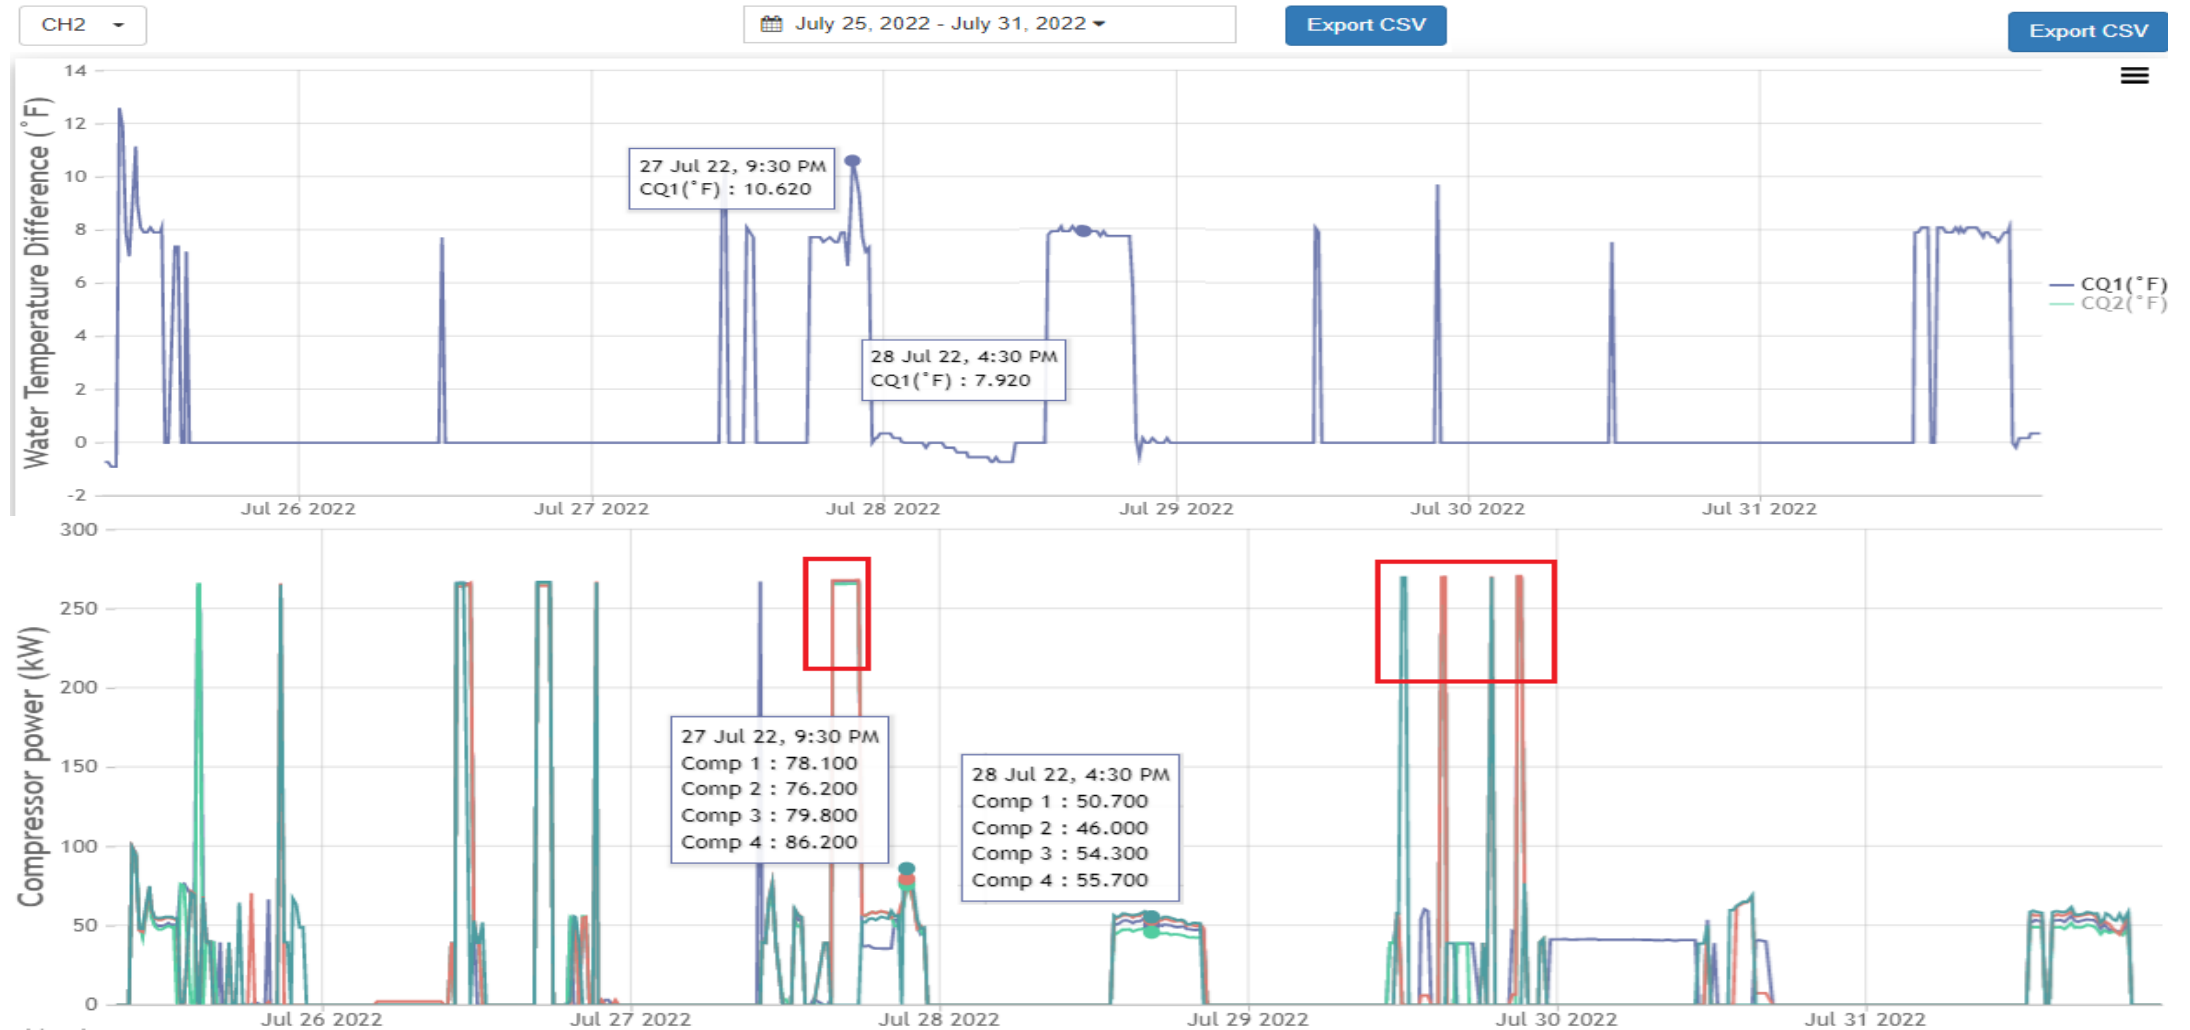 CH2
July 25, 2022 - July 31, 2022
Export CSV
Export CSV
Water Temperature Difference (°F)
14
12
10
8
6
4
2
0
-2
27 Jul 22, 9:30 PM
CQ1(°F) : 10.620
28 Jul 22, 4:30 PM
CQ1(°F) : 7.920
CQ1(°F)
CQ2(°F)
Jul 26 2022
Jul 27 2022
Jul 28 2022
Jul 29 2022
Jul 30 2022
Jul 31 2022
Compressor power (kW)
300
250
200
150
100
50
0
27 Jul 22, 9:30 PM
Comp 1 : 78.100
Comp 2 : 76.200
Comp 3 : 79.800
Comp 4 : 86.200
28 Jul 22, 4:30 PM
Comp 1 : 50.700
Comp 2 : 46.000
Comp 3 : 54.300
Comp 4 : 55.700
Jul 26 2022
Jul 27 2022
Jul 28 2022
Jul 29 2022
Jul 30 2022
Jul 31 2022